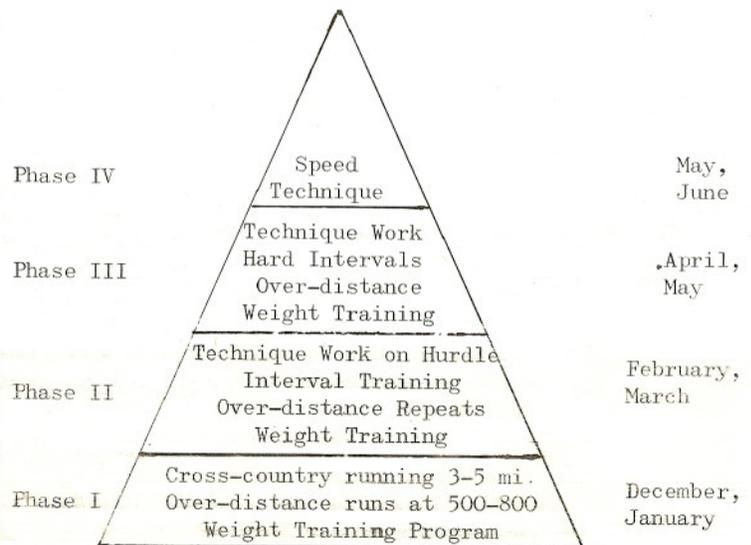 Phase IV
Speed
Technique
May,
June
Phase III
Technique Work
Hard Intervals
Over-distance
Weight Training
.April,
May
Phase II
Technique Work on Hurdle
Interval Training
Over-distance Repeats
Weight Training
February,
March
Phase I
Cross-country running 3-5 mi.
Over-distance runs at 500-800
Weight Training Program
December,
January